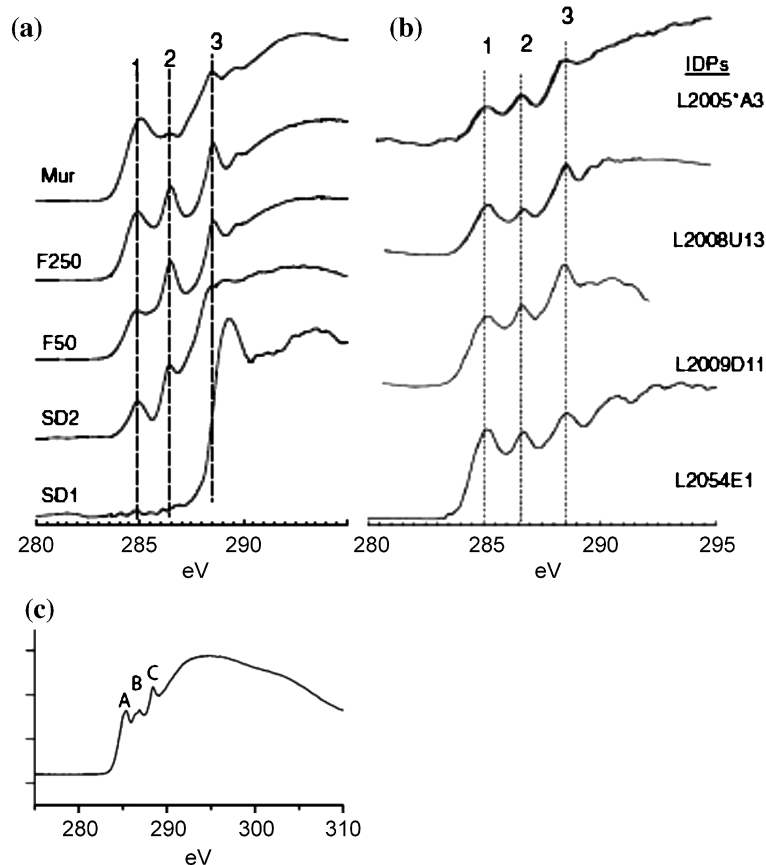 (a)
1 2 3
Mur
F250
F50
SD2
SD1
280 285 290
eV
(b)
1 2 3
IDPs
L2005*A3
L2008U13
L2009D11
L2054E1
280 285 290 295
eV
(c)
A B C
280 290 300 310
eV